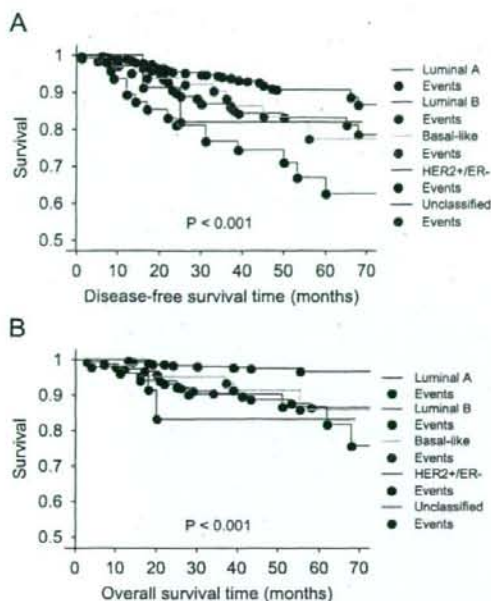 A
1
0.9
0.8
0.7
0.6
0.5
Survival
P < 0.001
0 10 20 30 40 50 60 70
Disease-free survival time (months)
Luminal A
Events
Luminal B
Events
Basal-like
Events
HER2+/ER-
Events
Unclassified
Events
B
1
0.9
0.8
0.7
0.6
0.5
Survival
P < 0.001
0 10 20 30 40 50 60 70
Overall survival time (months)
Luminal A
Events
Luminal B
Events
Basal-like
Events
HER2+/ER-
Events
Unclassified
Events